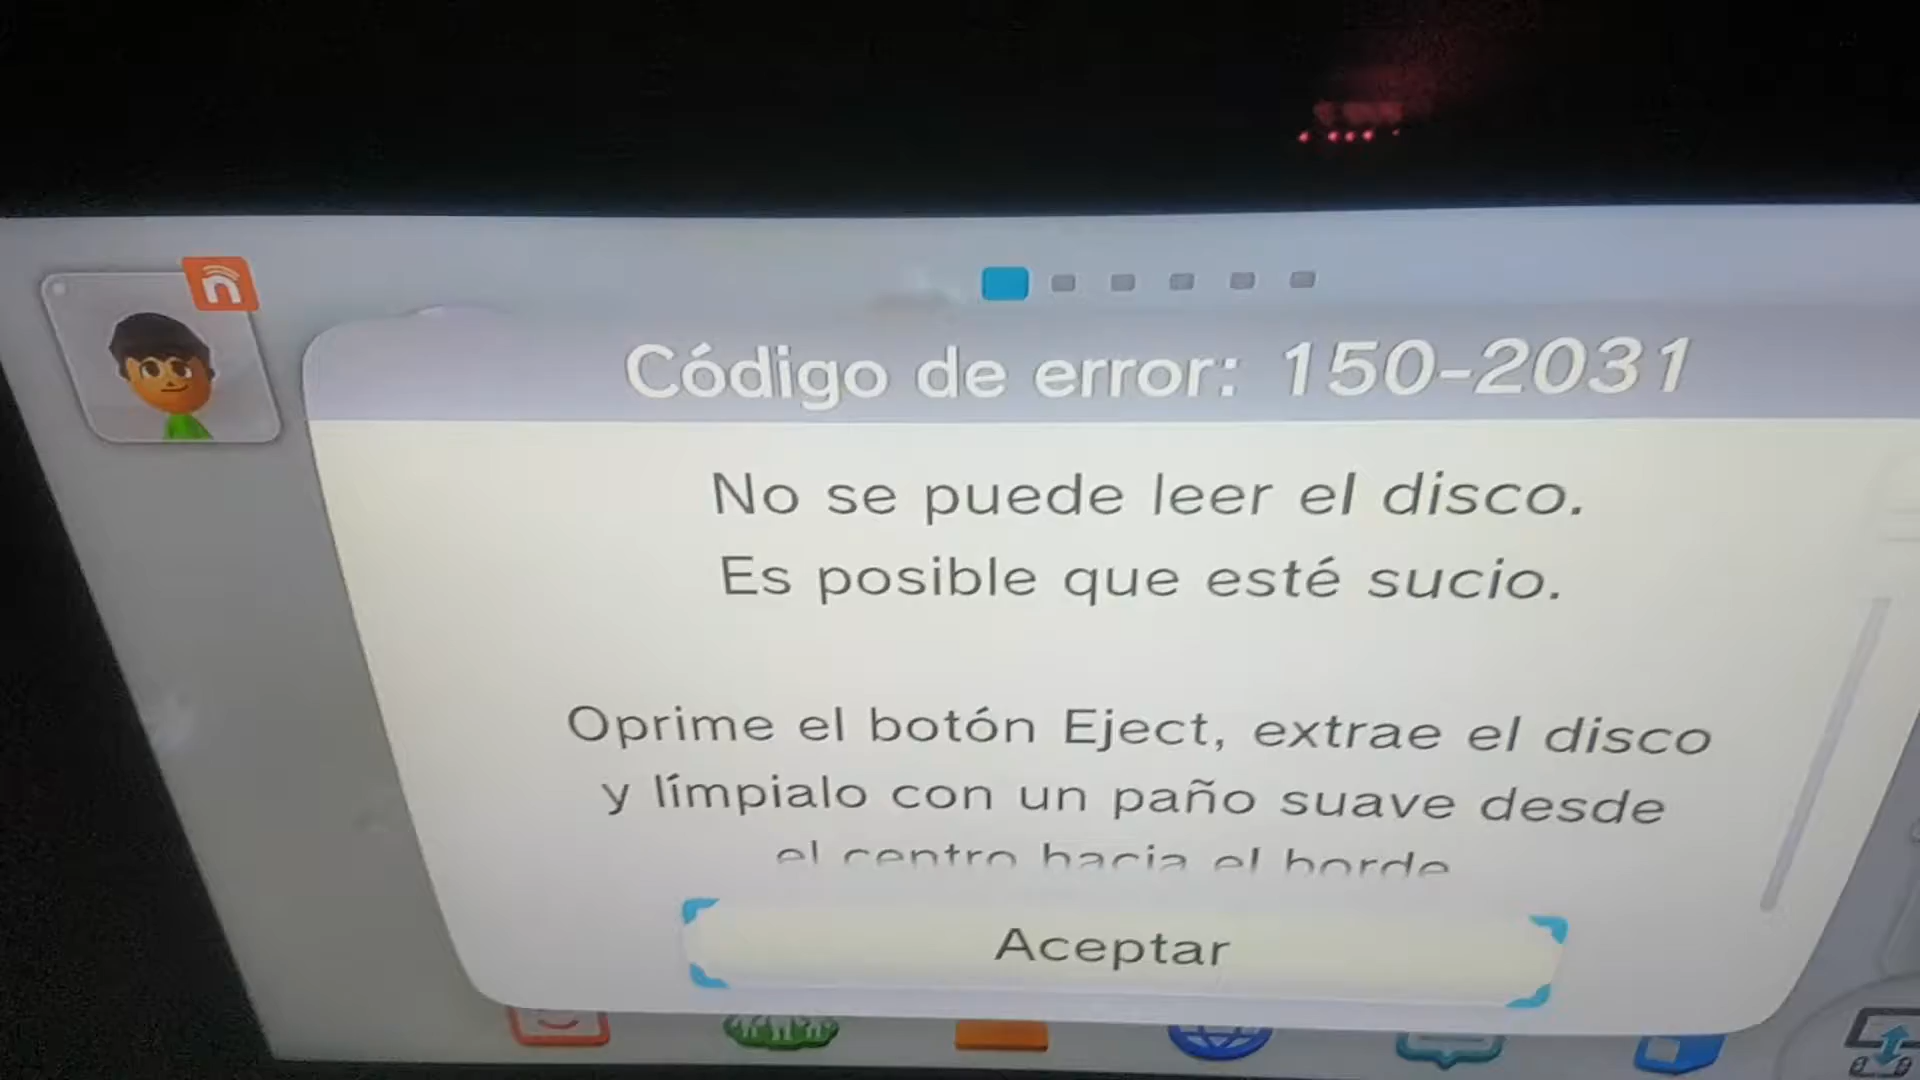 Código de error: 150-2031
No se puede leer el disco.
Es posible que esté sucio.
Oprime el botón Eject, extrae el disco
y límpialo con un paño suave desde
el centro hacia el borde
Aceptar